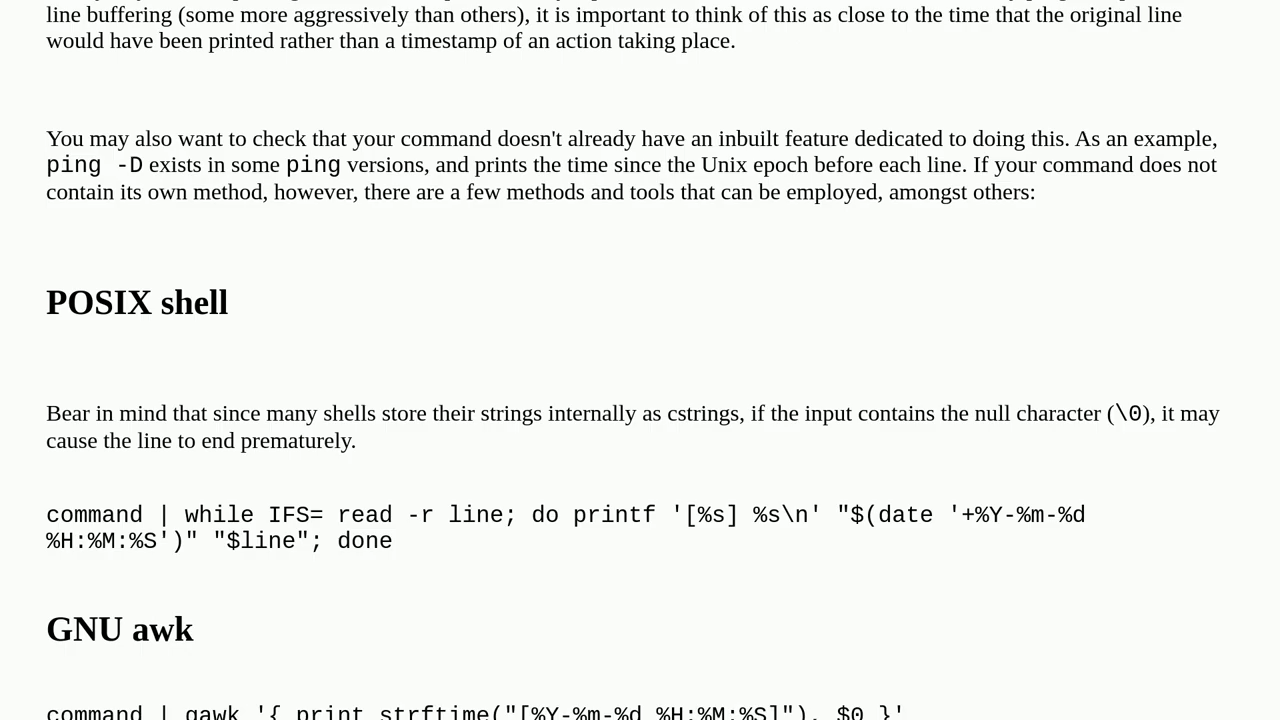 line buffering (some more aggressively than others), it is important to think of this as close to the time that the original line
would have been printed rather than a timestamp of an action taking place.
You may also want to check that your command doesn't already have an inbuilt feature dedicated to doing this. As an example,
ping -D exists in some ping versions, and prints the time since the Unix epoch before each line. If your command does not
contain its own method, however, there are a few methods and tools that can be employed, amongst others:
POSIX shell
Bear in mind that since many shells store their strings internally as cstrings, if the input contains the null character (\0), it may
cause the line to end prematurely.
command | while IFS= read -r line; do printf '[%s] %s\n' "$(date '+%Y-%m-%d
%H:%M:%S')" "$line"; done
GNU awk
command | gawk '{ print strftime("[%Y-%m-%d %H:%M:%S]"), $0 }'